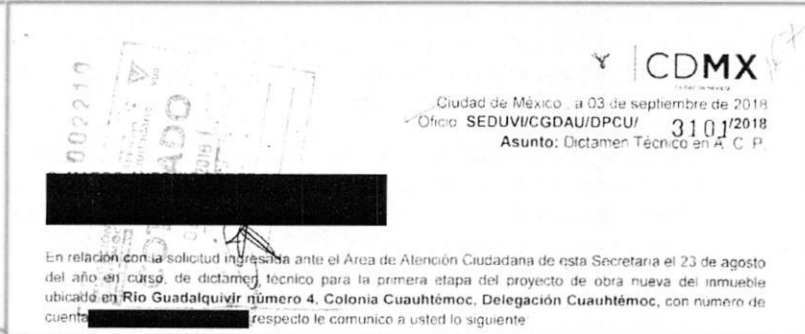 CDMX
Ciudad de México , a 03 de septiembre de 2018
Oficio SEDUVI/CGDAU/DPCU/ 3101/2018
Asunto: Dictamen Técnico en A. C. P.
002210
2018
En relación con la solicitud ingresada ante el Área de Atención Ciudadana de esta Secretaría el 23 de agosto
del año en curso, de dictamen técnico para la primera etapa del proyecto de obra nueva del inmueble
ubicado en Río Guadalquivir número 4, Colonia Cuauhtémoc, Delegación Cuauhtémoc, con número de
cuenta respecto le comunico a usted lo siguiente